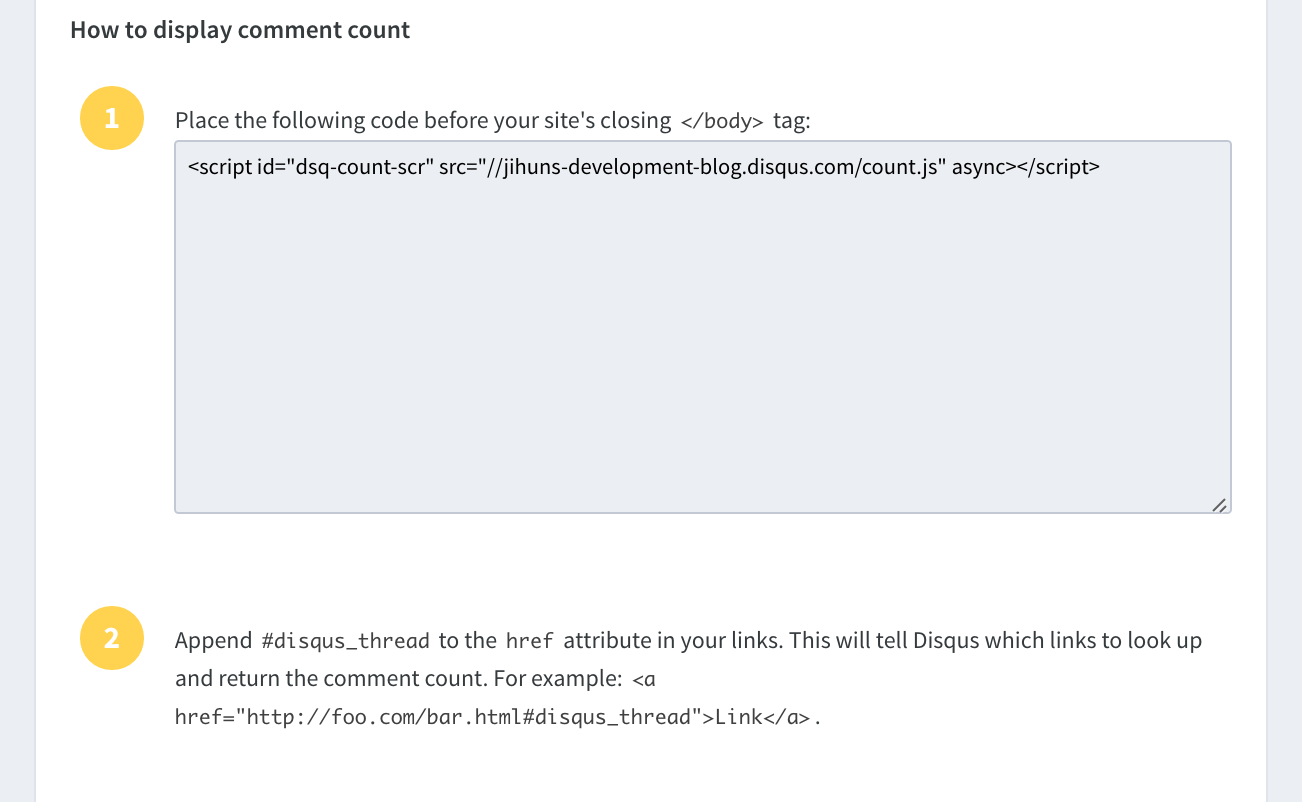 How to display comment count
1
Place the following code before your site's closing </body> tag:
<script id="dsq-count-scr" src="//jihuns-development-blog.disqus.com/count.js" async></script>
2
Append #disqus_thread to the href attribute in your links. This will tell Disqus which links to look up
and return the comment count. For example: <a
href="http://foo.com/bar.html#disqus_thread">Link</a>.